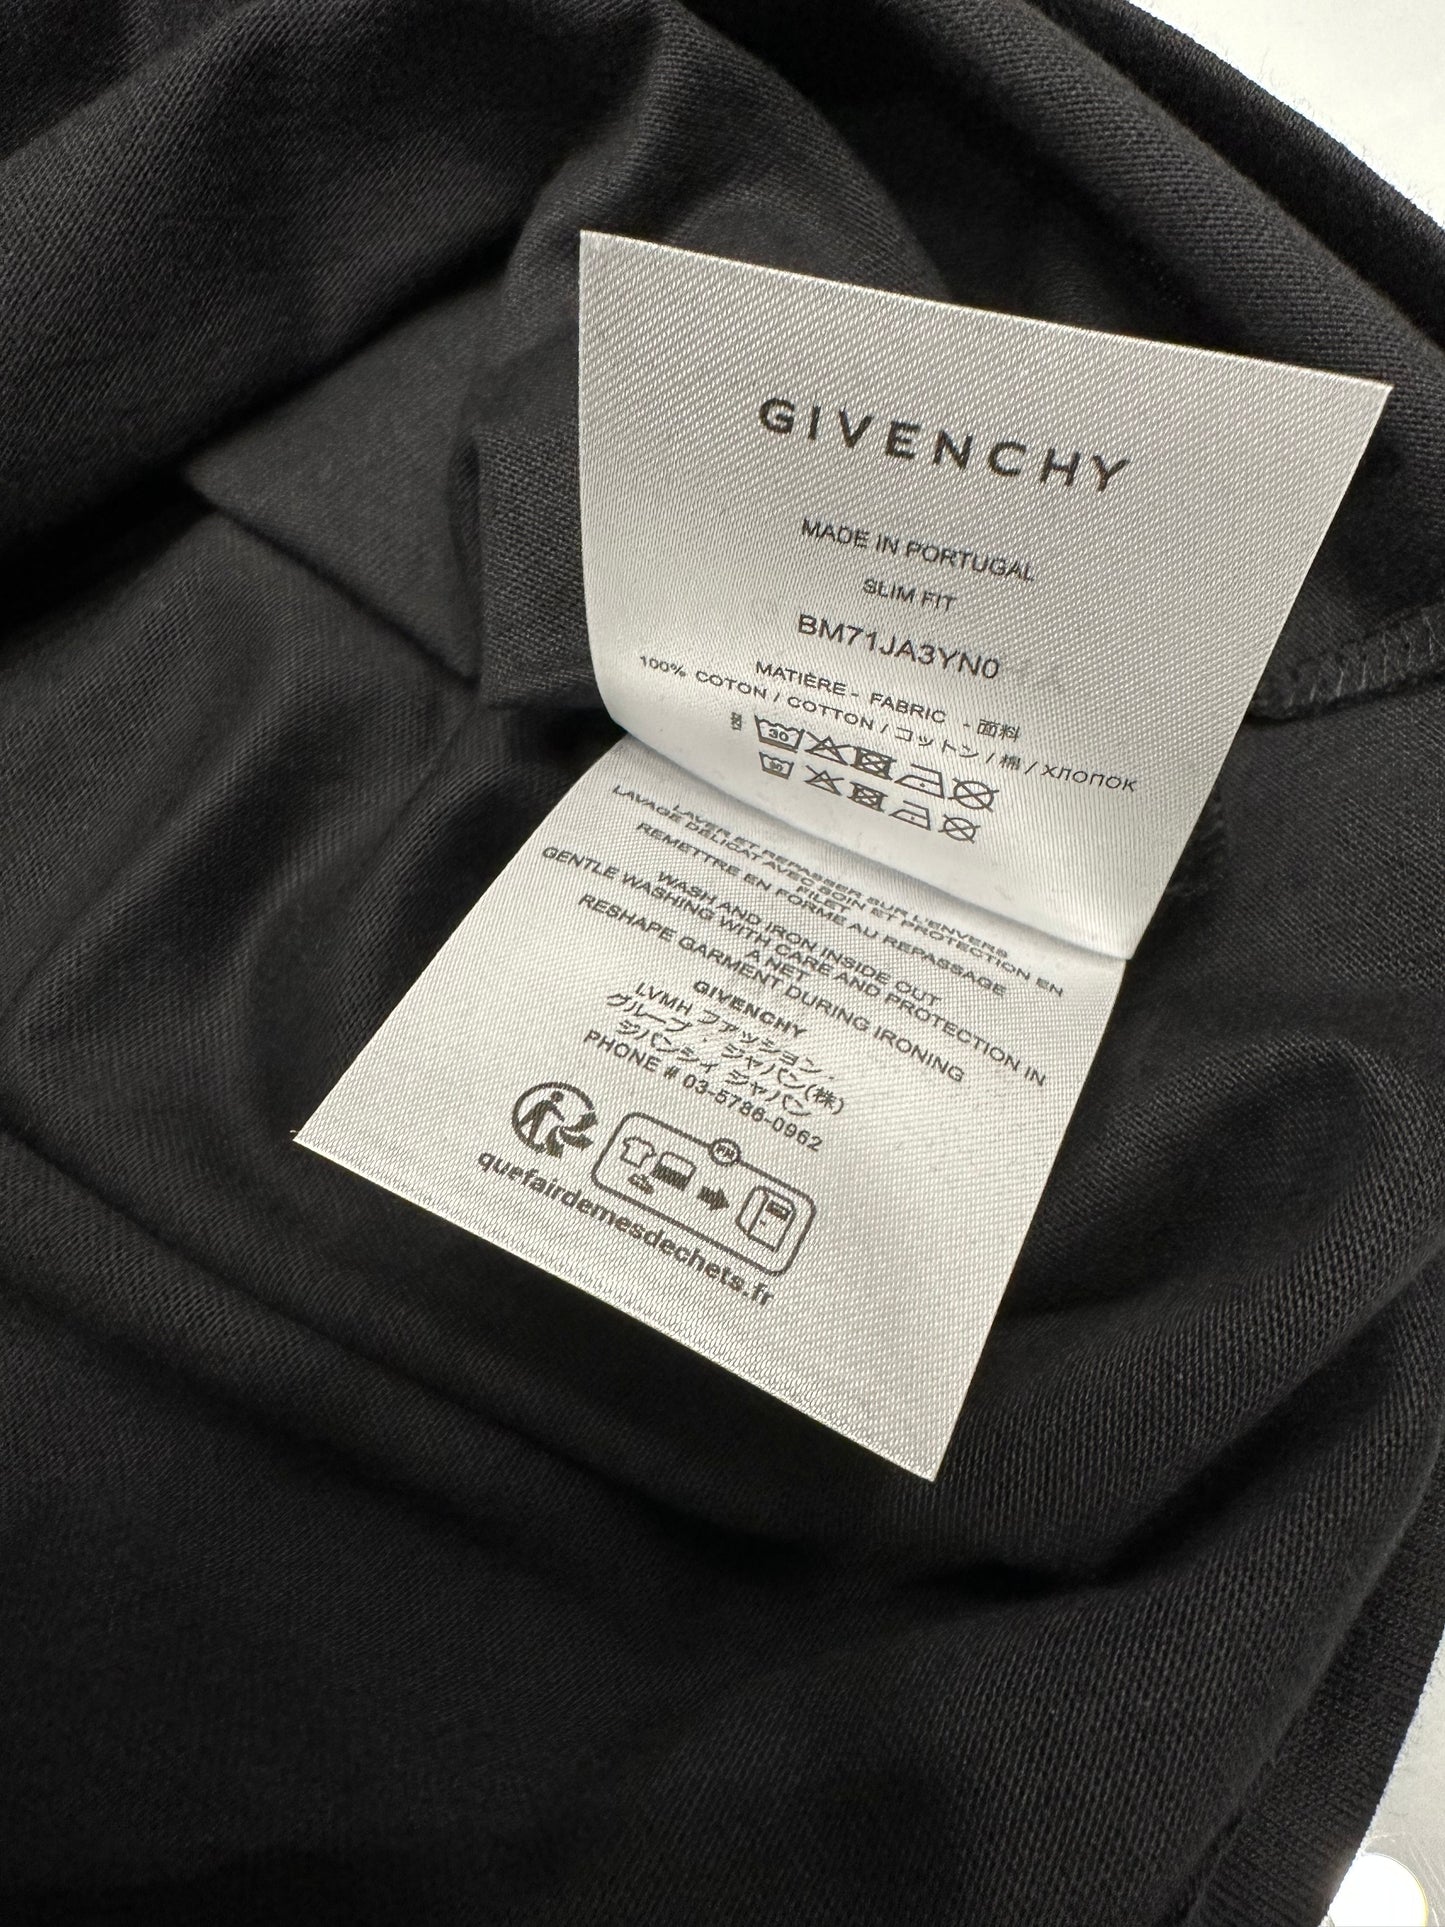 GIVENCHY
MADE IN PORTUGAL
SLIM FIT
BM71JA3YN0
MATIÈRE - FABRIC - 面料
100% COTON / COTTON / コットン / 棉 / ХЛОПОК
30
30
LAVER ET REPASSER SUR L'ENVERS
LAVAGE DÉLICAT AVEC SOIN ET PROTECTION EN
FILET
REMETTRE EN FORME AU REPASSAGE
WASH AND IRON INSIDE OUT
GENTLE WASHING WITH CARE AND PROTECTION IN
A NET
RESHAPE GARMENT DURING IRONING
GIVENCHY
LVMH ファッション・
グループ・ジャパン(株)
ジバンシィ ジャパン
PHONE # 03-5786-0962
FR
quefairdemesdechets.fr